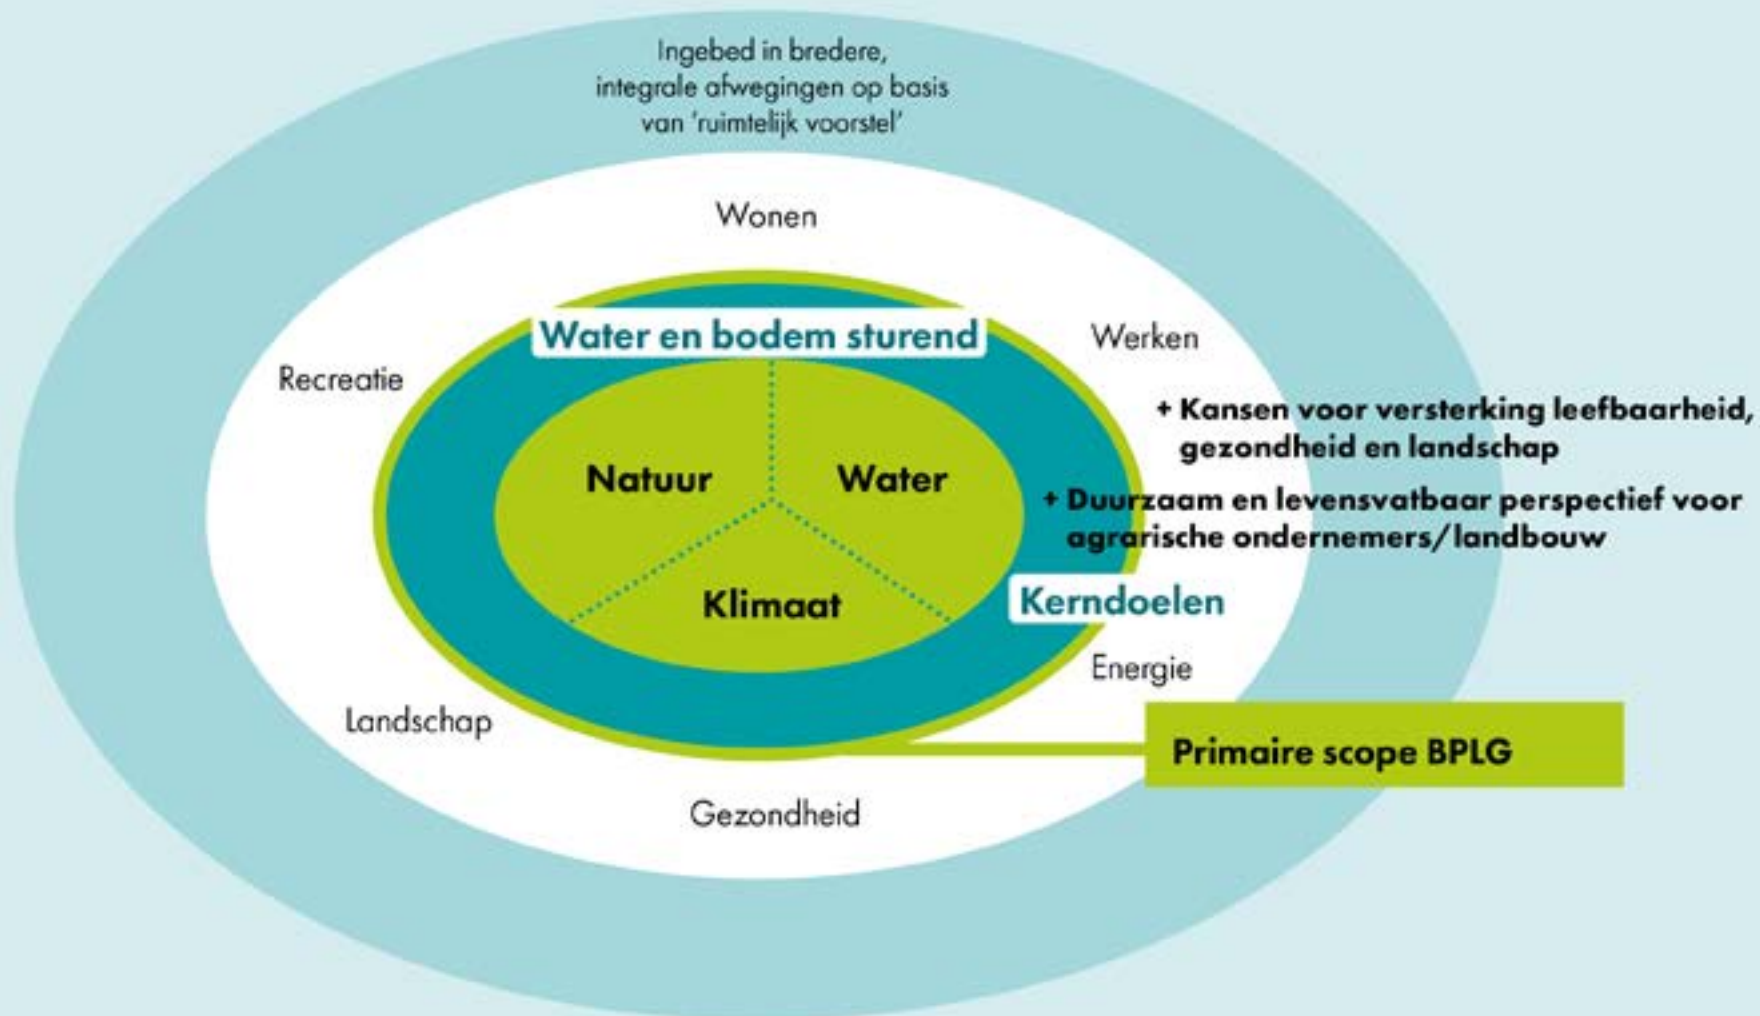 Ingebed in bredere,
integrale afwegingen op basis
van ‘ruimtelijk voorstel’
Wonen
Water en bodem sturend
Werken
Recreatie
+ Kansen voor versterking leefbaarheid,
gezondheid en landschap
Natuur
Water
+ Duurzaam en levensvatbaar perspectief voor
agrarische ondernemers/landbouw
Klimaat
Kerndoelen
Energie
Landschap
Primaire scope BPLG
Gezondheid